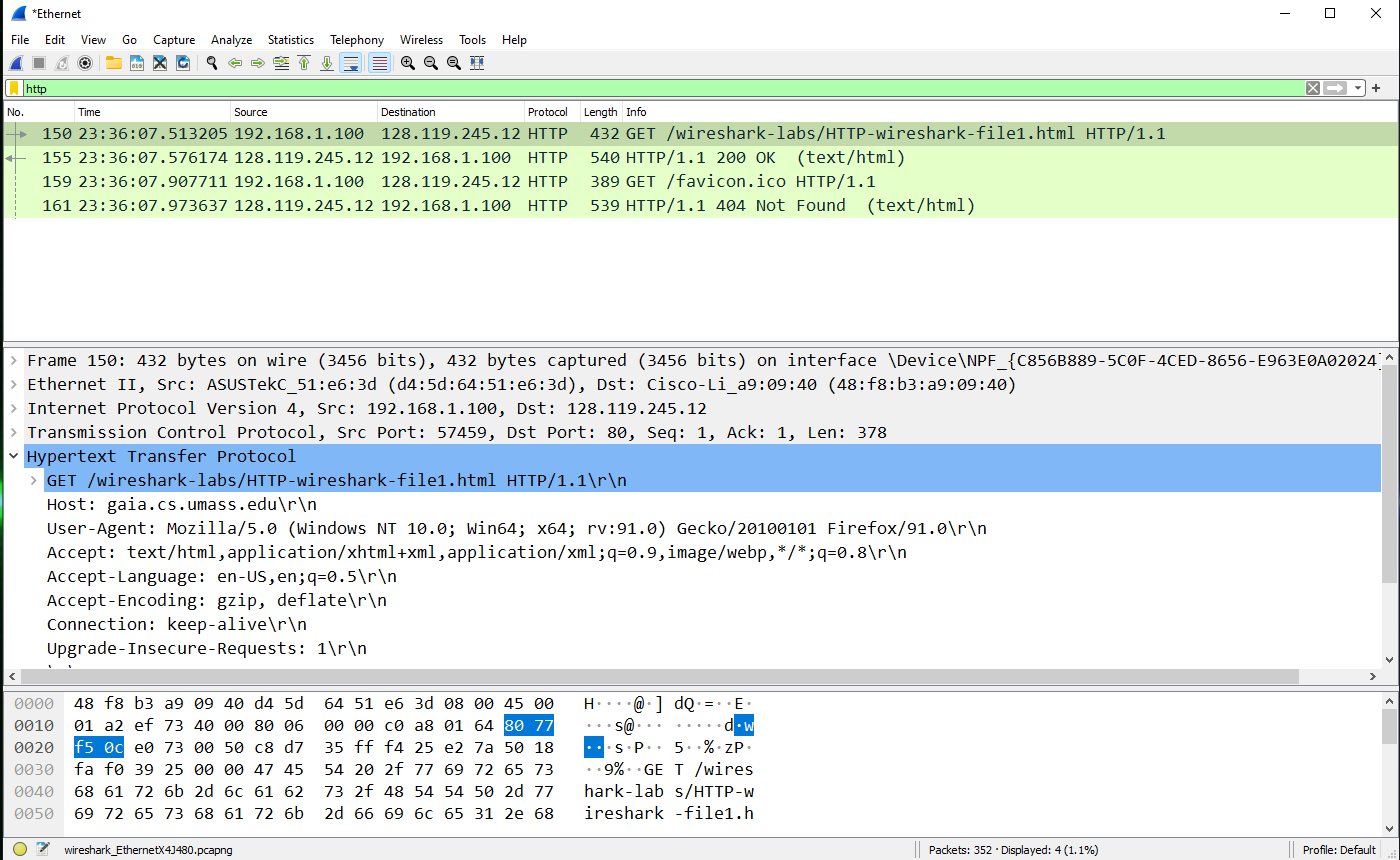 *Ethernet
File Edit View Go Capture Analyze Statistics Telephony Wireless Tools Help
http
No. Time Source Destination Protocol Length Info
150 23:36:07.513205 192.168.1.100 128.119.245.12 HTTP 432 GET /wireshark-labs/HTTP-wireshark-file1.html HTTP/1.1
155 23:36:07.576174 128.119.245.12 192.168.1.100 HTTP 540 HTTP/1.1 200 OK (text/html)
159 23:36:07.907711 192.168.1.100 128.119.245.12 HTTP 389 GET /favicon.ico HTTP/1.1
161 23:36:07.973637 128.119.245.12 192.168.1.100 HTTP 539 HTTP/1.1 404 Not Found (text/html)
Frame 150: 432 bytes on wire (3456 bits), 432 bytes captured (3456 bits) on interface \Device\NPF_{C856B889-5C0F-4CED-8656-E963E0A02024}
Ethernet II, Src: ASUSTekC_51:e6:3d (d4:5d:64:51:e6:3d), Dst: Cisco-Li_a9:09:40 (48:f8:b3:a9:09:40)
Internet Protocol Version 4, Src: 192.168.1.100, Dst: 128.119.245.12
Transmission Control Protocol, Src Port: 57459, Dst Port: 80, Seq: 1, Ack: 1, Len: 378
Hypertext Transfer Protocol
GET /wireshark-labs/HTTP-wireshark-file1.html HTTP/1.1\r\n
Host: gaia.cs.umass.edu\r\n
User-Agent: Mozilla/5.0 (Windows NT 10.0; Win64; x64; rv:91.0) Gecko/20100101 Firefox/91.0\r\n
Accept: text/html,application/xhtml+xml,application/xml;q=0.9,image/webp,*/*;q=0.8\r\n
Accept-Language: en-US,en;q=0.5\r\n
Accept-Encoding: gzip, deflate\r\n
Connection: keep-alive\r\n
Upgrade-Insecure-Requests: 1\r\n
0000 48 f8 b3 a9 09 40 d4 5d 64 51 e6 3d 08 00 45 00 H····@·] dQ·=··E·
0010 01 a2 ef 73 40 00 80 06 00 00 c0 a8 01 64 80 77 ···s@··· ·····d·w
0020 f5 0c e0 73 00 50 c8 d7 35 ff f4 25 e2 7a 50 18 ···s·P·· 5··%·zP·
0030 fa f0 39 25 00 00 47 45 54 20 2f 77 69 72 65 73 ··9%··GE T /wires
0040 68 61 72 6b 2d 6c 61 62 73 2f 48 54 54 50 2d 77 hark-lab s/HTTP-w
0050 69 72 65 73 68 61 72 6b 2d 66 69 6c 65 31 2e 68 ireshark -file1.h
wireshark_EthernetX4J480.pcapng Packets: 352 · Displayed: 4 (1.1%) Profile: Default